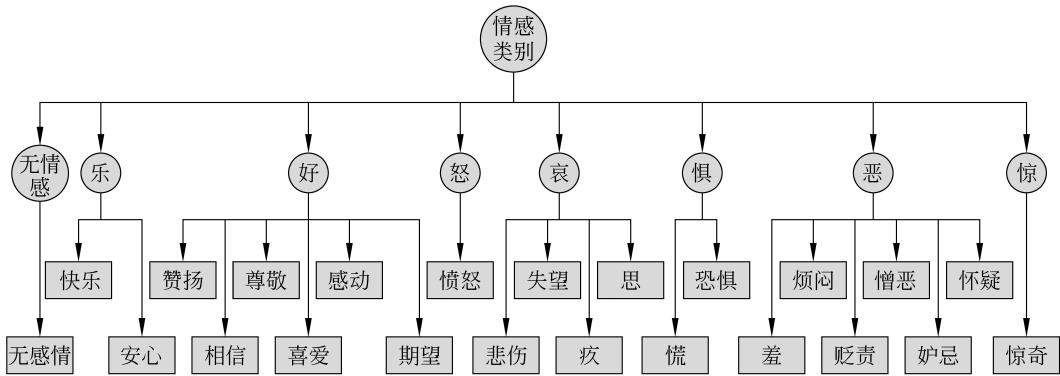 情感
类别
无情
感
乐
好
怒
哀
惧
恶
惊
快乐
赞扬
尊敬
感动
愤怒
失望
思
恐惧
烦闷
憎恶
怀疑
无感情
安心
相信
喜爱
期望
悲伤
疚
慌
羞
贬责
妒忌
惊奇